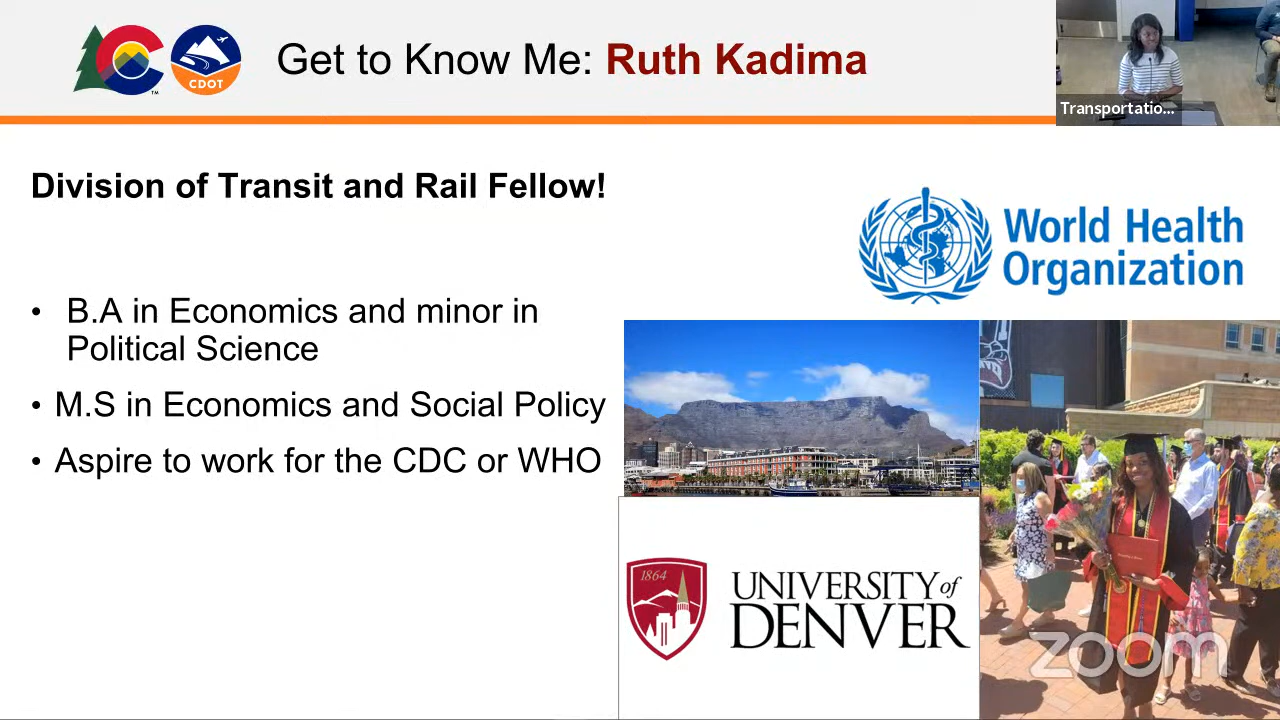 CDOT
TM
Get to Know Me: Ruth Kadima
Transportatio...
Division of Transit and Rail Fellow!
World Health
Organization
• B.A in Economics and minor in
Political Science
• M.S in Economics and Social Policy
• Aspire to work for the CDC or WHO
1864
UNIVERSITY of
DENVER
zoom